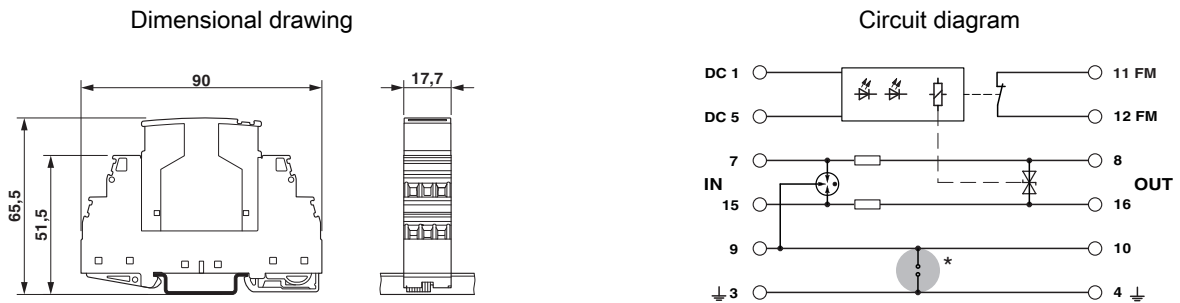 Dimensional drawing
Circuit diagram
90
17,7
65,5
51,5
DC 1
11 FM
DC 5
12 FM
7
8
IN
OUT
15
16
9
10
*
3
4